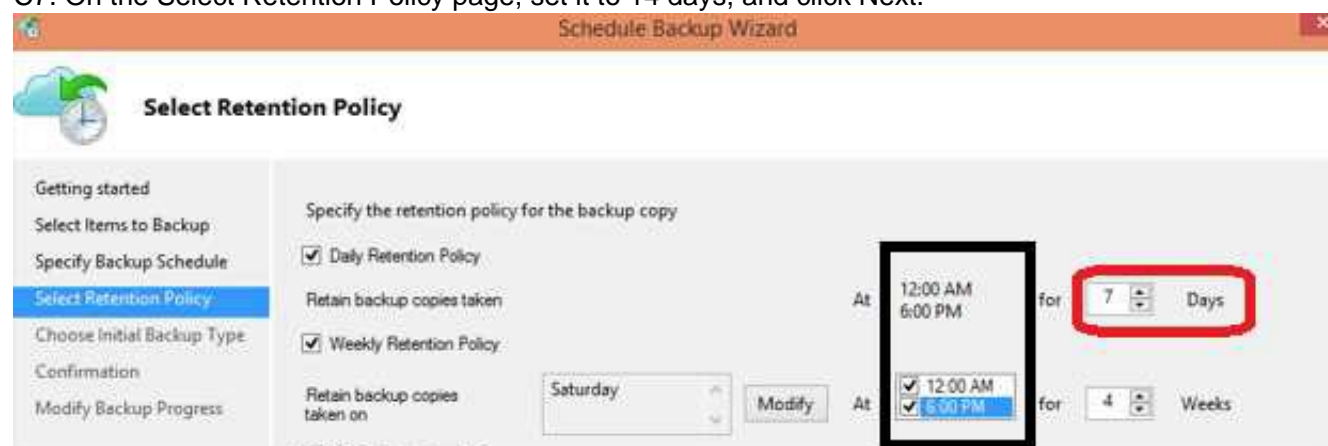 C7. On the Select Retention Policy page, set it to 14 days, and click Next.
Schedule Backup Wizard
Select Retention Policy
Getting started
Select Items to Backup
Specify Backup Schedule
Select Retention Policy
Choose Initial Backup Type
Confirmation
Modify Backup Progress
Specify the retention policy for the backup copy
Daily Retention Policy
Retain backup copies taken At 12:00 AM 6:00 PM for 7 Days
Weekly Retention Policy
Retain backup copies taken on Saturday Modify At 12:00 AM 6:00 PM for 4 Weeks